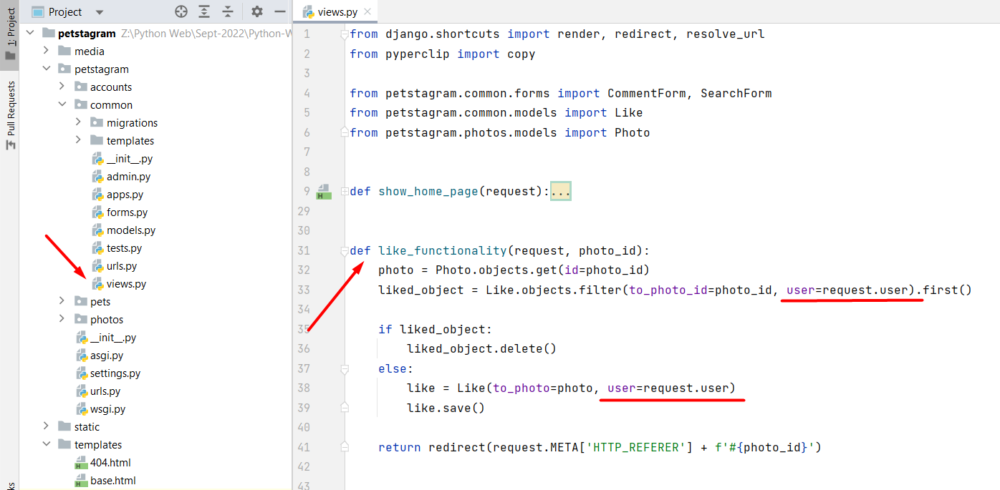 1: Project
Pull Requests
ks
Project
petstagram Z:\Python Web\Sept-2022\Python-W
media
petstagram
accounts
common
migrations
templates
__init__.py
admin.py
apps.py
forms.py
models.py
tests.py
urls.py
views.py
pets
photos
__init__.py
asgi.py
settings.py
urls.py
wsgi.py
static
templates
404.html
base.html
views.py
1 from django.shortcuts import render, redirect, resolve_url
2 from pyperclip import copy
3
4 from petstagram.common.forms import CommentForm, SearchForm
5 from petstagram.common.models import Like
6 from petstagram.photos.models import Photo
7
8
9 def show_home_page(request):...
29
30
31 def like_functionality(request, photo_id):
32 photo = Photo.objects.get(id=photo_id)
33 liked_object = Like.objects.filter(to_photo_id=photo_id, user=request.user).first()
34
35 if liked_object:
36 liked_object.delete()
37 else:
38 like = Like(to_photo=photo, user=request.user)
39 like.save()
40
41 return redirect(request.META['HTTP_REFERER'] + f'#{photo_id}')
42
43